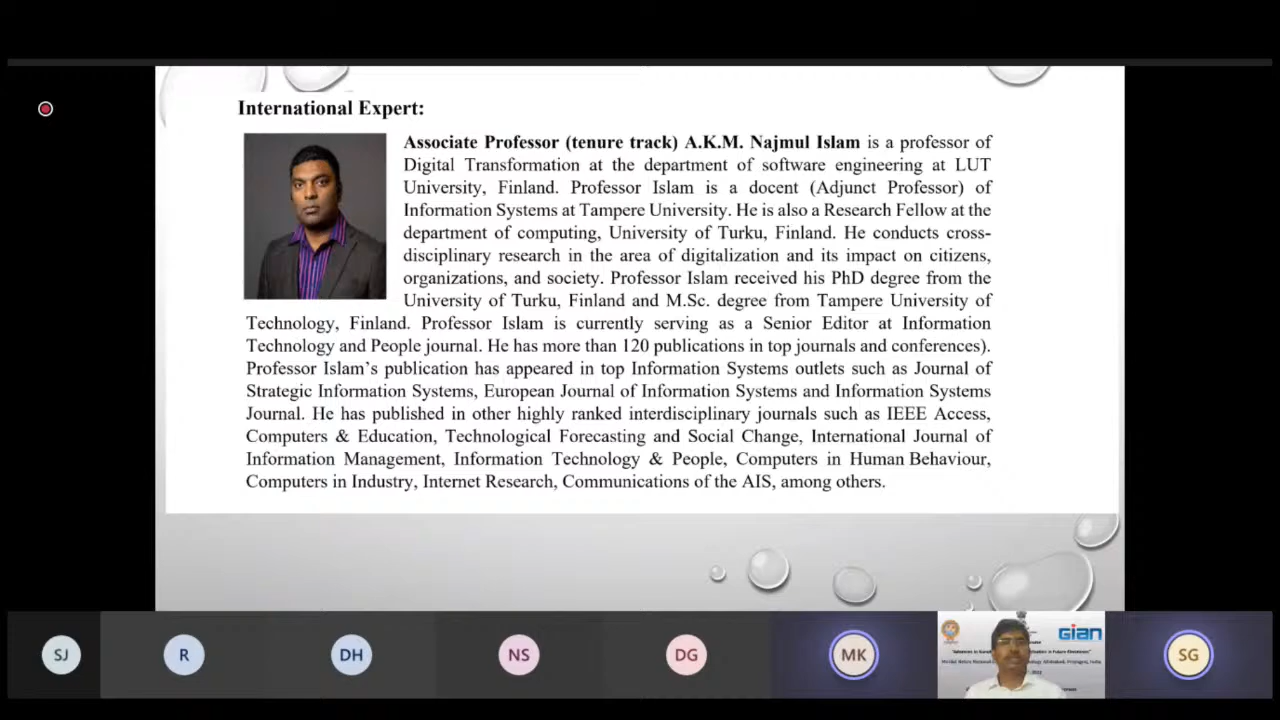 International Expert:
Associate Professor (tenure track) A.K.M. Najmul Islam is a professor of
Digital Transformation at the department of software engineering at LUT
University, Finland. Professor Islam is a docent (Adjunct Professor) of
Information Systems at Tampere University. He is also a Research Fellow at the
department of computing, University of Turku, Finland. He conducts cross-
disciplinary research in the area of digitalization and its impact on citizens,
organizations, and society. Professor Islam received his PhD degree from the
University of Turku, Finland and M.Sc. degree from Tampere University of
Technology, Finland. Professor Islam is currently serving as a Senior Editor at Information
Technology and People journal. He has more than 120 publications in top journals and conferences).
Professor Islam's publication has appeared in top Information Systems outlets such as Journal of
Strategic Information Systems, European Journal of Information Systems and Information Systems
Journal. He has published in other highly ranked interdisciplinary journals such as IEEE Access,
Computers & Education, Technological Forecasting and Social Change, International Journal of
Information Management, Information Technology & People, Computers in Human Behaviour,
Computers in Industry, Internet Research, Communications of the AIS, among others.
SJ
R
DH
NS
DG
MK
GIAN
SG